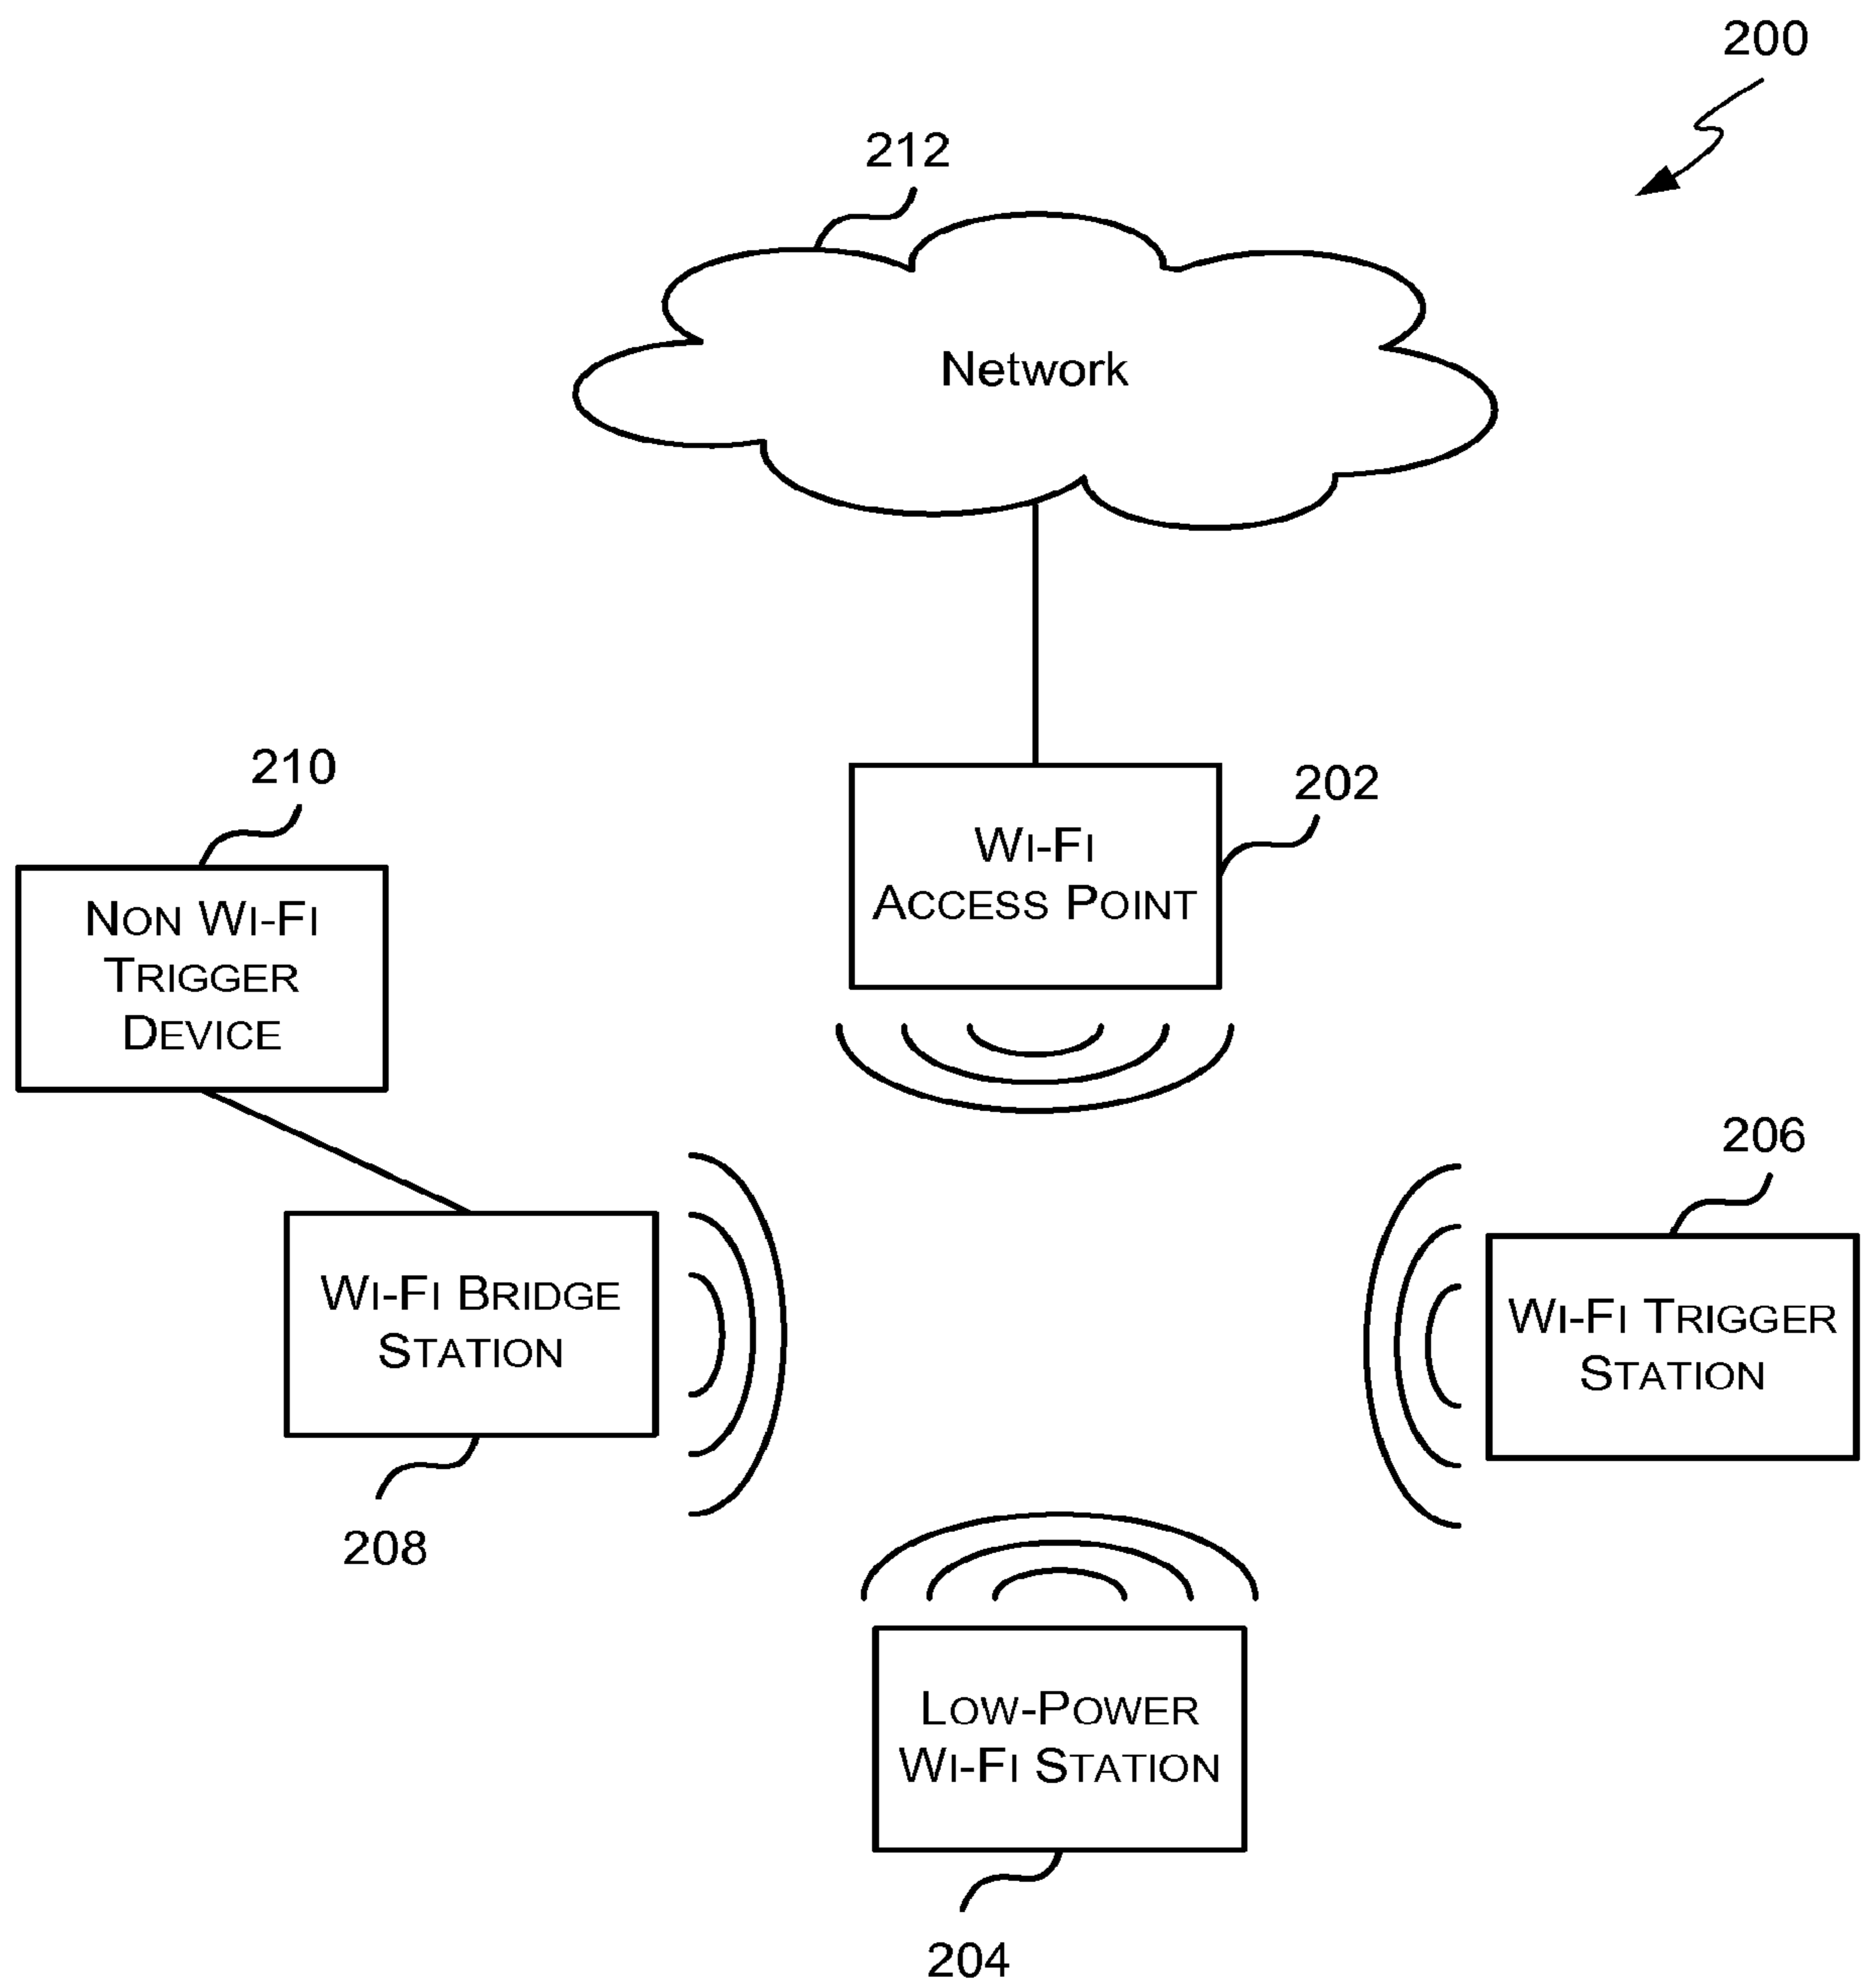 200
212
Network
210
202
Wi-Fi
Access Point
Non Wi-Fi
Trigger
Device
206
Wi-Fi Bridge
Station
Wi-Fi Trigger
Station
208
Low-Power
Wi-Fi Station
204